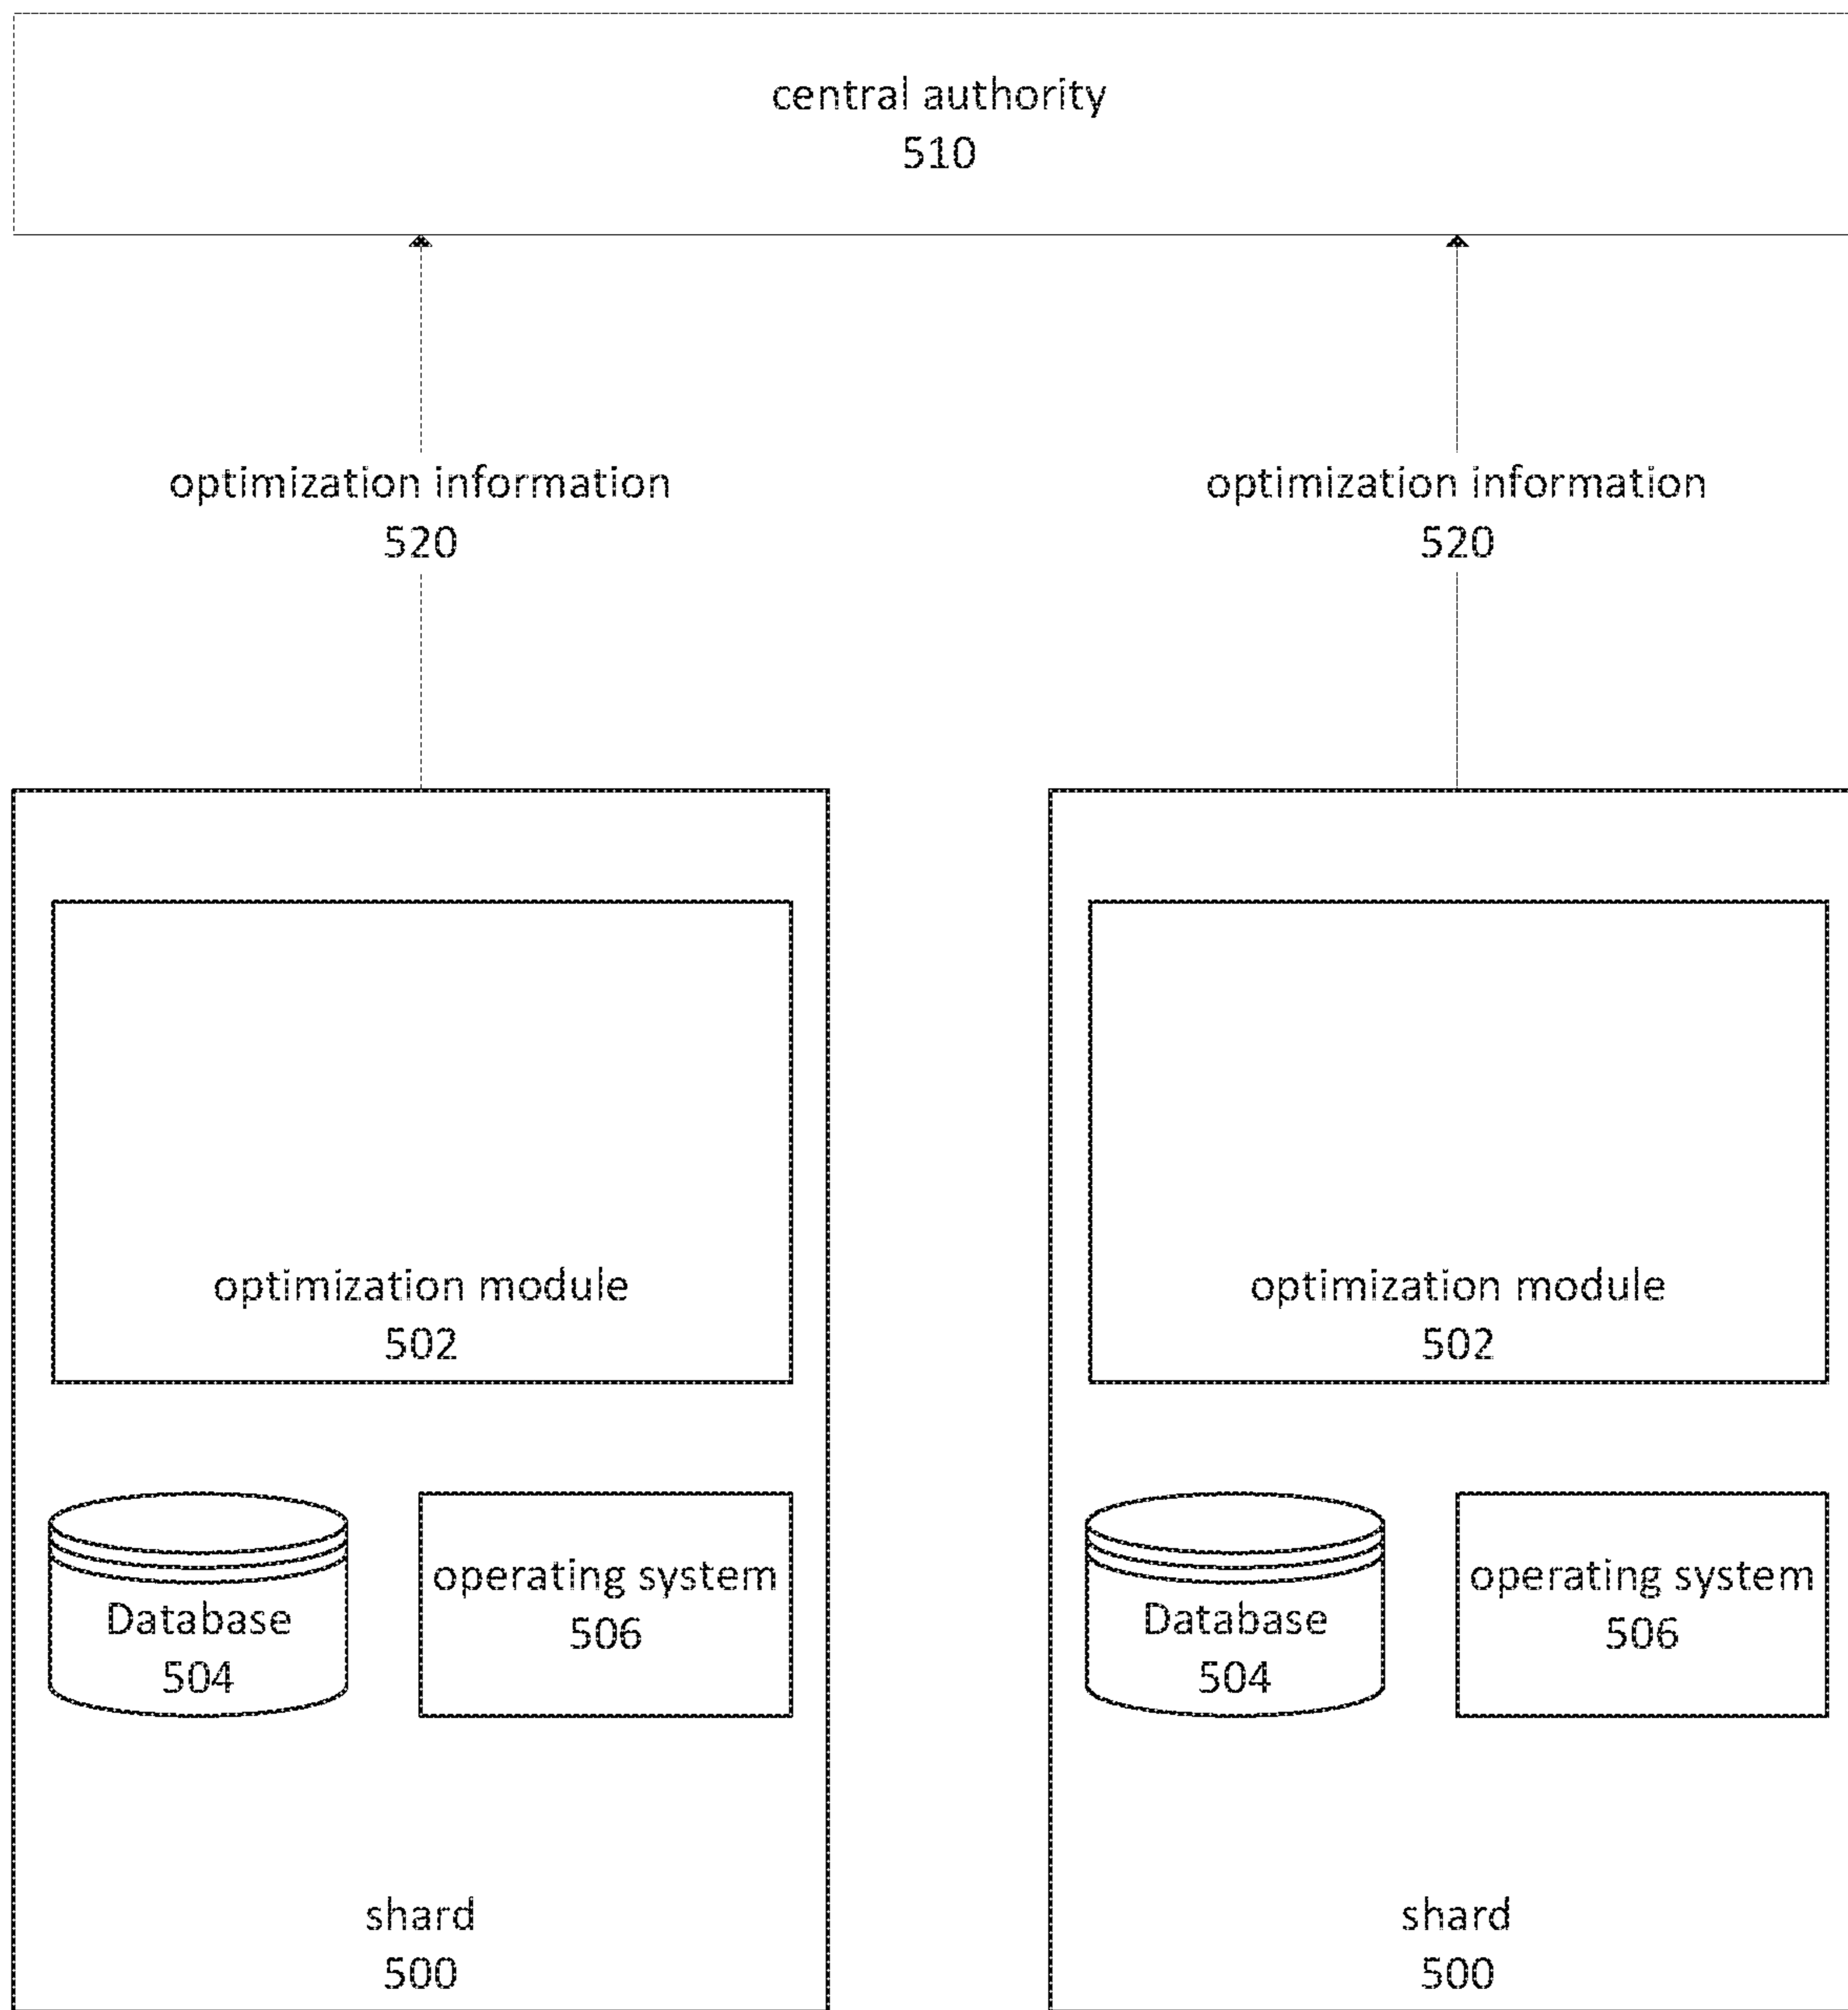 central authority
510
optimization information
520
optimization information
520
optimization module
502
optimization module
502
Database
504
operating system
506
Database
504
operating system
506
shard
500
shard
500